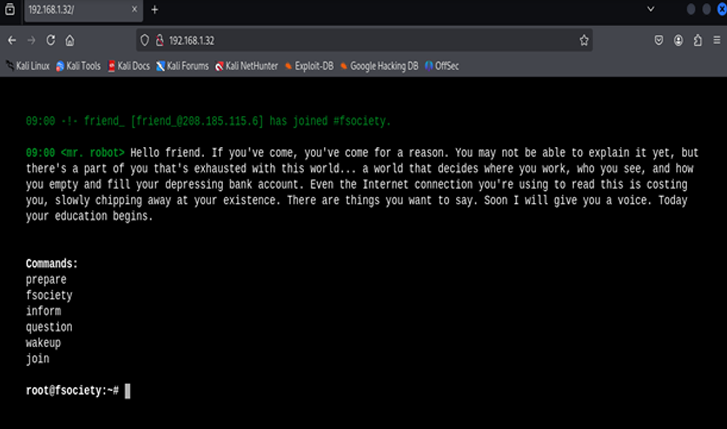 192.168.1.32/
192.168.1.32
Kali Linux Kali Tools Kali Docs Kali Forums Kali NetHunter Exploit-DB Google Hacking DB OffSec
09:00 -!- friend_ [friend_@208.185.115.6] has joined #fsociety.
09:00 <mr. robot> Hello friend. If you've come, you've come for a reason. You may not be able to explain it yet, but
there's a part of you that's exhausted with this world... a world that decides where you work, who you see, and how
you empty and fill your depressing bank account. Even the Internet connection you're using to read this is costing
you, slowly chipping away at your existence. There are things you want to say. Soon I will give you a voice. Today
your education begins.
Commands:
prepare
fsociety
inform
question
wakeup
join
root@fsociety:~#